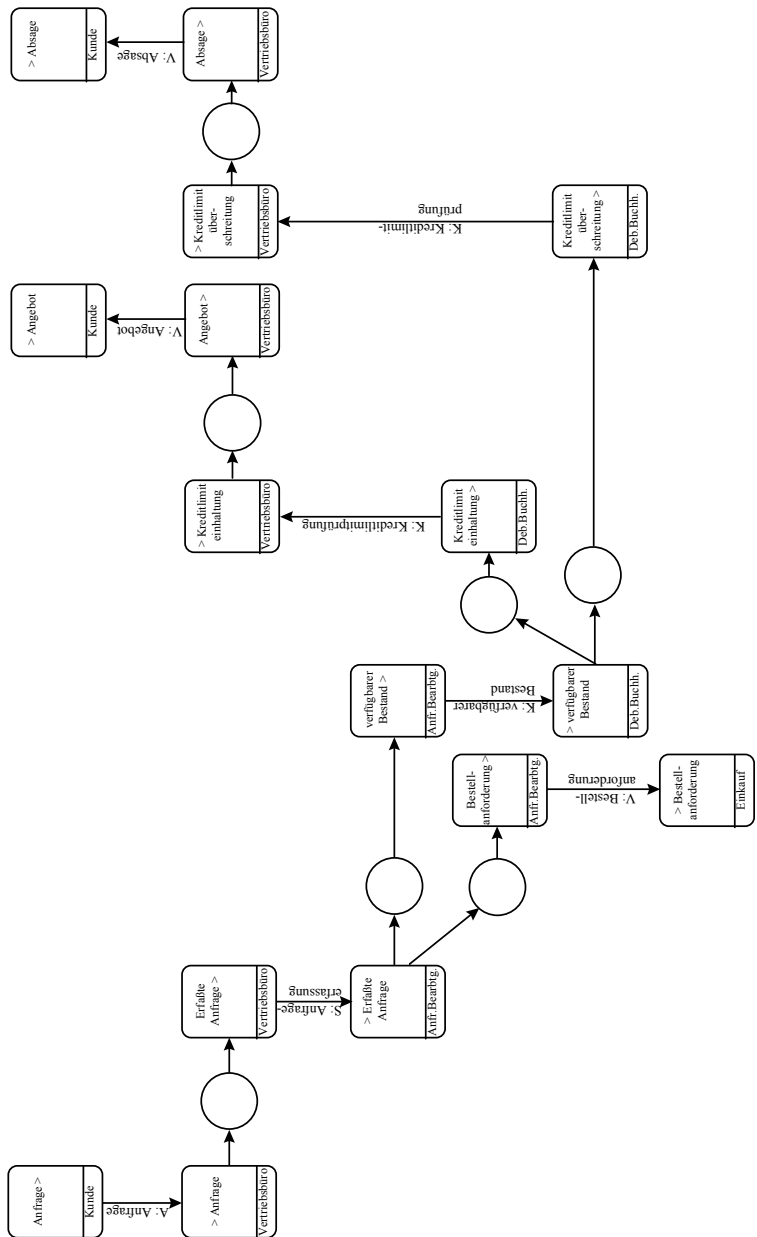 Anfrage >
Kunde
A: Anfrage
> Anfrage
Vertriebsbüro
Erfaßte
Anfrage >
Vertriebsbüro
S: Anfrage-
erfassung
> Erfaßte
Anfrage
Anfr.Bearbtg.
verfügbarer
Bestand >
Anfr.Bearbtg.
K: verfügbarer
Bestand
> verfügbarer
Bestand
Deb.Buchh.
Bestell-
anforderung >
Anfr.Bearbtg.
V: Bestell-
anforderung
> Bestell-
anforderung
Einkauf
Kreditlimit
einhaltung >
Deb.Buchh.
K: Kreditlimitprüfung
> Kreditlimit
einhaltung
Vertriebsbüro
Angebot >
Vertriebsbüro
V: Angebot
> Angebot
Kunde
Kreditlimit
über-
schreitung >
Deb.Buchh.
K: Kreditlimit-
prüfung
> Kreditlimit
über-
schreitung
Vertriebsbüro
Absage >
Vertriebsbüro
V: Absage
> Absage
Kunde